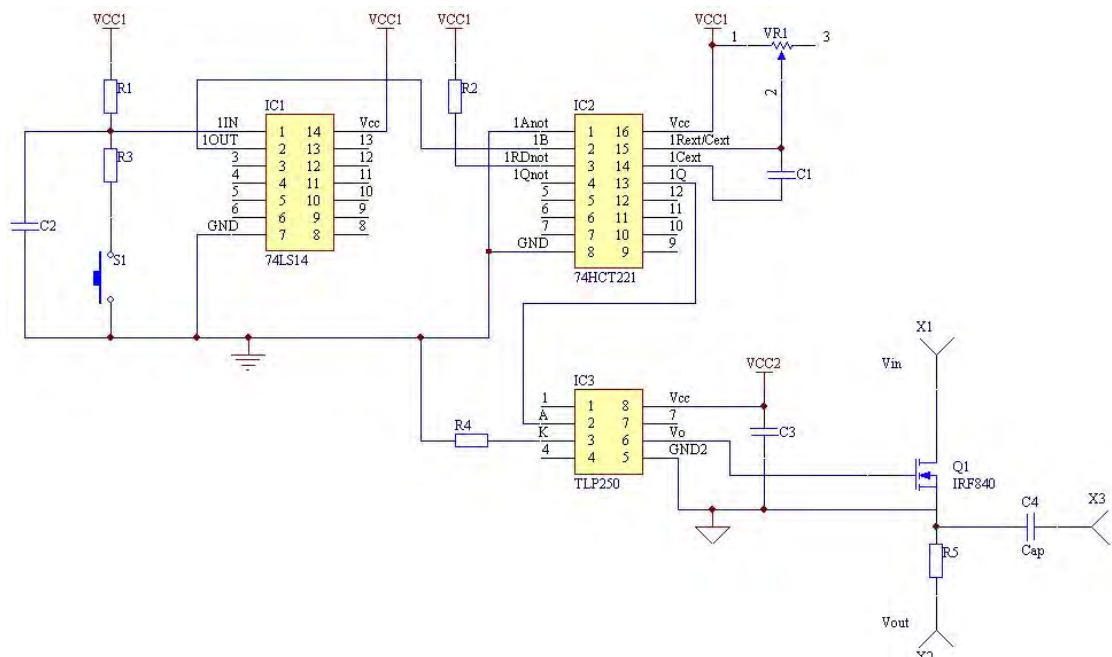 VCC1
VCC1
VCC1
VCC1
1
VR1
3
R1
R2
2
IC1
IC2
1IN
1
14
Vcc
1Anot
1
16
Vcc
1OUT
2
13
13
1B
2
15
1Rext/Cext
3
3
12
12
1RDnot
3
14
1Cext
R3
4
4
11
11
1Qnot
4
13
1Q
C1
5
5
10
10
5
5
12
12
6
6
9
9
6
6
11
11
C2
GND
7
8
8
7
7
10
10
GND
8
9
9
S1
74LS14
74HCT221
X1
Vin
VCC2
IC3
1
1
8
Vcc
A
2
7
7
C3
R4
K
3
6
Vo
4
4
5
GND2
TLP250
Q1
IRF840
C4
X3
Cap
R5
Vout
X2